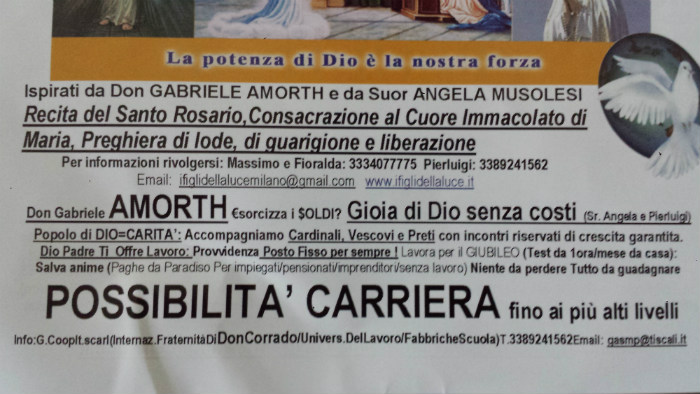 La potenza di Dio è la nostra forza
Ispirati da Don GABRIELE AMORTH e da Suor ANGELA MUSOLESI
Recita del Santo Rosario,Consacrazione al Cuore Immacolato di
Maria, Preghiera di lode, di guarigione e liberazione
Per informazioni rivolgersi: Massimo e Fioralda: 3334077775 Pierluigi: 3389241562
Email: ifiglidellalucemilano@gmail.com www.ifiglidellaluce.it
Don Gabriele AMORTH €sorcizza i $OLDI? Gioia di Dio senza costi (Sr. Angela e Pierluigi)
Popolo di DIO=CARITA': Accompagniamo Cardinali, Vescovi e Preti con incontri riservati di crescita garantita.
Dio Padre Ti Offre Lavoro: Provvidenza Posto Fisso per sempre ! Lavora per il GIUBILEO (Test da 1ora/mese da casa):
Salva anime (Paghe da Paradiso Per impiegati/pensionati/imprenditori/senza lavoro) Niente da perdere Tutto da guadagnare
POSSIBILITA' CARRIERA fino ai più alti livelli
Info:G.CoopIt.scarl(Internaz.FraternitàDiDonCorrado/Univers.DelLavoro/FabbricheScuola)T.3389241562Email: gasmp@tiscali.it